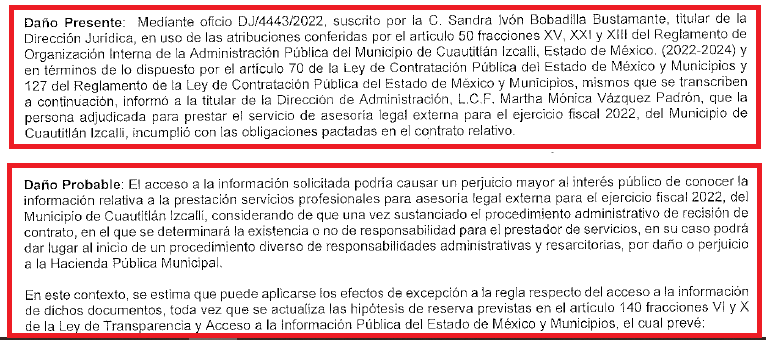 Daño Presente: Mediante oficio DJ/4443/2022, suscrito por la C. Sandra Ivón Bobadilla Bustamante, titular de la
Dirección Jurídica, en uso de las atribuciones conferidas por el articulo 50 fracciones XV, XXI y XIII del Reglamento de
Organización Interna de la Administración Pública del Municipio de Cuautitlán Izcalli, Estado de México. (2022-2024) y
en términos de lo dispuesto por el artículo 70 de la Ley de Contratación Pública del Estado de México y Municipios y
127 del Reglamento de la Ley de Contratación Pública del Estado de México y Municipios, mismos que se transcriben
a continuación, informó a la titular de la Dirección de Administración, L.C.F. Martha Mónica Vázquez Padrón, que la
persona adjudicada para prestar el servicio de asesoría legal externa para el ejercicio fiscal 2022, del Municipio de
Cuautitlán Izcalli, incumplió con las obligaciones pactadas en el contrato relativo.
Daño Probable: El acceso a la información solicitada podría causar un perjuicio mayor al interés público de conocer la
información relativa a la prestación servicios profesionales para asesoría legal externa para el ejercicio fiscal 2022, del
Municipio de Cuautitlán Izcalli, considerando de que una vez sustanciado el procedimiento administrativo de recisión de
contrato, en el que se determinará la existencia o no de responsabilidad para el prestador de servicios, en su caso podrá
dar lugar al inicio de un procedimiento diverso de responsabilidades administrativas y resarcitorias, por daño o perjuicio
a la Hacienda Pública Municipal.
En este contexto, se estima que puede aplicarse los efectos de excepción a la regla respecto del acceso a la información
de dichos documentos, toda vez que se actualiza las hipótesis de reserva previstas en el artículo 140 fracciones VI y X
de la Ley de Transparencia y Acceso a la Información Pública del Estado de México y Municipios, el cual prevé: